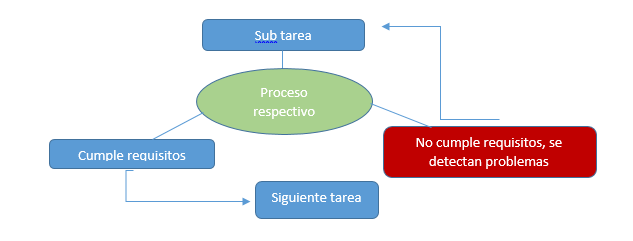 Sub tarea
Proceso
respectivo
Cumple requisitos
No cumple requisitos, se
detectan problemas
Siguiente tarea